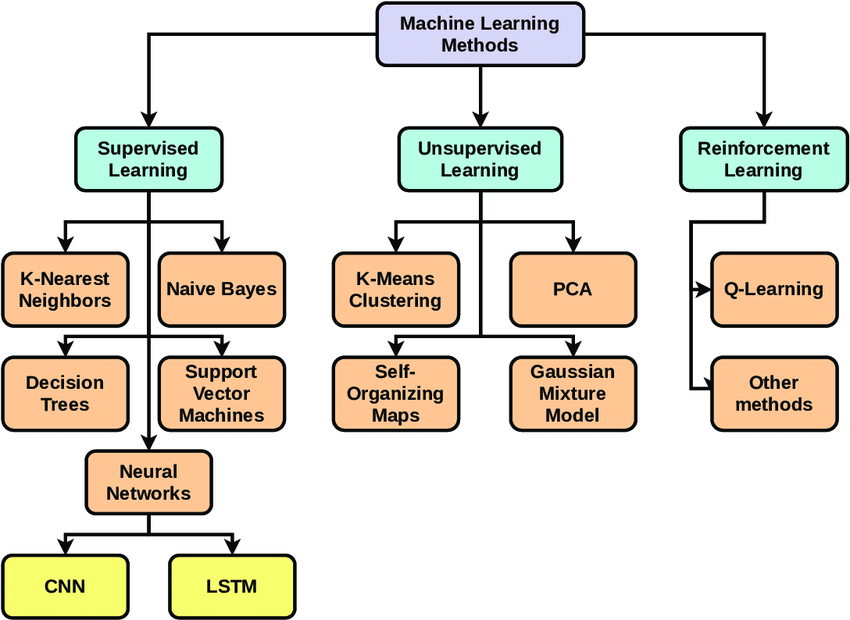 Machine Learning
Methods
Supervised
Learning
Unsupervised
Learning
Reinforcement
Learning
K-Nearest
Neighbors
Naive Bayes
K-Means
Clustering
PCA
Q-Learning
Decision
Trees
Support
Vector
Machines
Self-
Organizing
Maps
Gaussian
Mixture
Model
Other
methods
Neural
Networks
CNN
LSTM